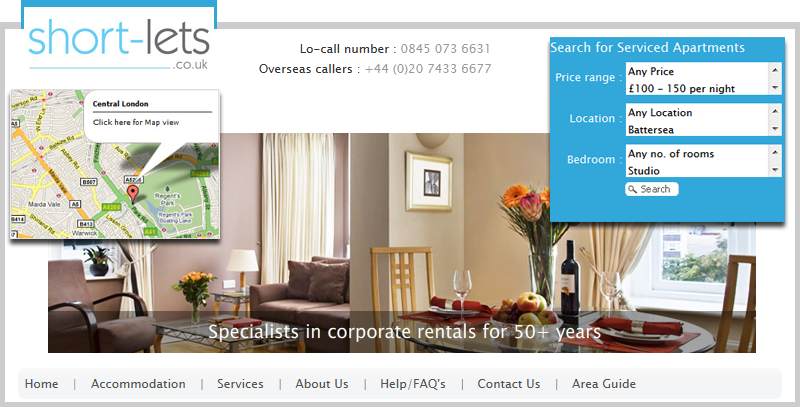 short-lets
.co.uk
Lo-call number : 0845 073 6631
Overseas callers : +44 (0)20 7433 6677
Search for Serviced Apartments
Price range :
Any Price
£100 - 150 per night
Location :
Any Location
Battersea
Bedroom :
Any no. of rooms
Studio
Search
Central London
Click here for Map view
B507
A5
Maida Vale
B413
Warwick
A41
Regent's
Park
Regent's Park
Boating Lake
Specialists in corporate rentals for 50+ years
Home | Accommodation | Services | About Us | Help/FAQ's | Contact Us | Area Guide